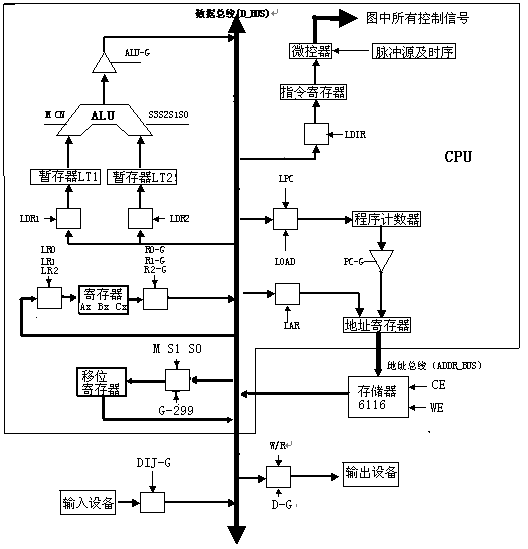 数据总线(D_BUS)↵
图中所有控制信号
ALU-G
微控器
脉冲源及时序
指令寄存器
M CN
ALU
S3S2S1S0
LDIR
CPU
暂存器LT1
暂存器LT2
LPC
LDR1
LDR2
程序计数器
LR0
LR1
LR2
R0-G
R1-G
R2-G
LOAD
PC-G
寄存器
Ax Bx Cx
LAR
地址寄存器
M S1 S0
地址总线（ADDR_BUS）
移位
寄存器
存储器
6116
CE
WE
G-299
W/R↵
DIJ-G
输入设备
输出设备
D-G